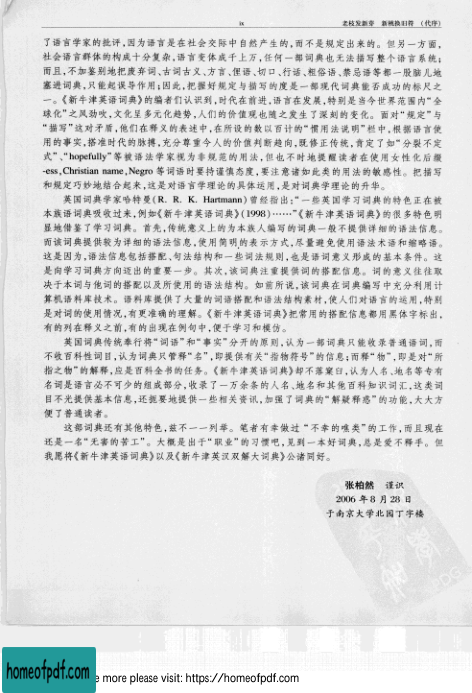 ix 老枝发新芽 新桃换旧符 (代序)
了语言学家的批评,因为语言是在社会交际中自然产生的,而不是规定出来的。但另一方面,
社会语言群体的构成十分复杂,语言变体成千上万,任何一部词典也无法描写整个语言系统;
而且,不加鉴别地把废弃词、古词古义、方言、俚语、切口、行话、粗俗语、禁忌语等都一股脑儿地
塞进词典,只能起误导作用;因此,把握好规定与描写的度是一部现代词典能否成功的标尺之
一。《新牛津英语词典》的编者们认识到,时代在前进,语言在发展,特别是当今世界范围内“全
球化”之风劲吹,文化呈多元化趋势,人们的价值观也随之发生了深刻的变化。面对“规定”与
“描写”这对矛盾,他们在释义的表述中,在所设的数以百计的“惯用法说明”栏中,根据语言使
用的事实,搭准时代的脉搏,充分尊重今人的价值判断趋向,既修正传统,肯定了如“分裂不定
式”、“hopefully”等被语法学家视为非规范的用法,但也不时地提醒读者在使用女性化后缀
-ess, Christian name, Negro 等词语时要持谨慎态度,要注意诸如此类的用法的敏感性。把描写
和规定巧妙地结合起来,这是对语言学理论的具体运用,是对词典学理论的升华。
英国词典学家哈特曼(R. R. K. Hartmann)曾经指出:“一些英国学习词典的特色正在被
本族语词典吸收过来,例如《新牛津英语词典》(1998)……”《新牛津英语词典》的很多特色明
显地借鉴了学习词典。首先,传统意义上的为本族人编写的词典一般不提供详细的语法信息。
而该词典提供较为详细的语法信息,使用简明的表示方式,尽量避免使用语法术语和缩略语。
这是因为,语法信息包括搭配、句法结构和一些词法规则,也是语词意义形成的基本条件。这
是向学习词典方向迈出的重要一步。其次,该词典注重提供词的搭配信息。词的意义往往取
决于本词与他词的搭配以及所使用的语法结构。如前所说,该词典在词典编写中充分利用计
算机语料库技术。语料库提供了大量的词语搭配和语法结构素材,使人们对语言的运用,特别
是对词的使用情况,有更准确的理解。《新牛津英语词典》把常用的搭配信息都用黑体字标出,
有的列在释义之前,有的出现在例句中,便于学习和模仿。
英国词典传统奉行将“词语”和“事实”分开的原则,认为一部词典只能收录普通语词,而
不收百科性词目,认为词典只管释“名”,即提供有关“指物符号”的信息;而释“物”,即是对“所
指之物”的解释,应是百科全书的任务。《新牛津英语词典》却不落窠臼,认为人名、地名等专有
名词是语言必不可少的组成部分,收录了一万余条的人名、地名和其他百科知识词汇,这类词
目不光提供基本信息,还扼要地提供一些相关资讯,加强了词典的“解疑释惑”的功能,大大方
便了普通读者。
这部词典还有其他特色,兹不一一列举。笔者有幸做过“不幸的唯类”的工作,而且现在
还是一名“无害的苦工”。大概是出于“职业”的习惯吧,见到一本好词典,总是爱不释手。但
我愿将《新牛津英语词典》以及《新牛津英汉双解大词典》公诸同好。
张柏然 谨识
2006 年 8 月 28 日
于南京大学北园丁字楼
homeofpdf.com
e more please visit: https://homeofpdf.com